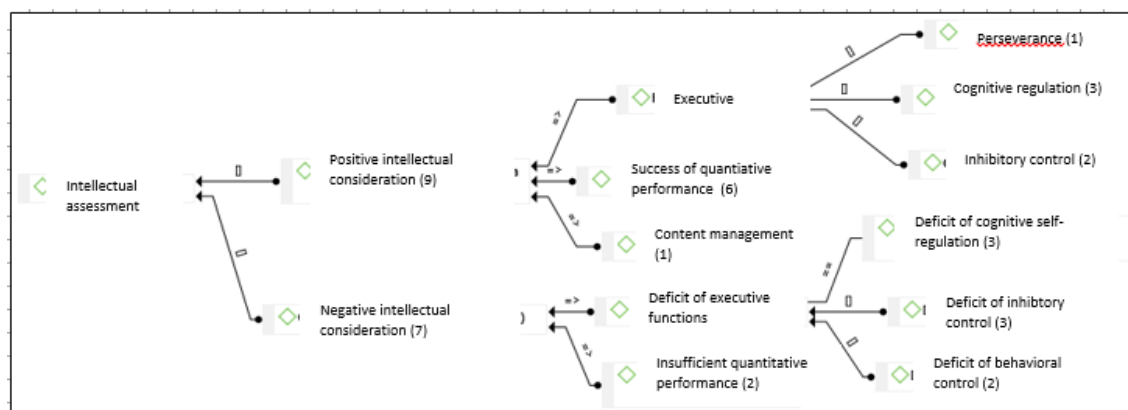 Perseverance (1)
Executive
Cognitive regulation (3)
Positive intellectual
consideration (9)
Inhibitory control (2)
Success of quantiative
performance (6)
Intellectual
assessment
Content management
(1)
Deficit of cognitive self-
regulation (3)
Negative intellectual
consideration (7)
Deficit of executive
functions
Deficit of inhibtory
control (3)
Insufficient quantitative
performance (2)
Deficit of behavioral
control (2)
=>
=>
=>
=>
=>
==
[]
[]
[]
[]
[]
[]
[]